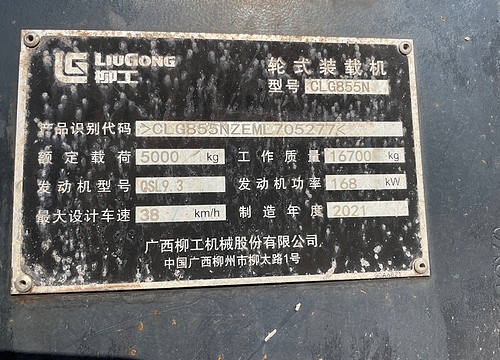 LIUGONG
柳工
轮式装载机
型号 CLG855N
产品识别代码 >CLG855NZEML705277<
额定载荷 5000 kg 工作质量 16700 kg
发动机型号 QSL9.3 发动机功率 168 kW
最大设计车速 38 km/h 制造年度 2021
广西柳工机械股份有限公司
中国广西柳州市柳太路1号